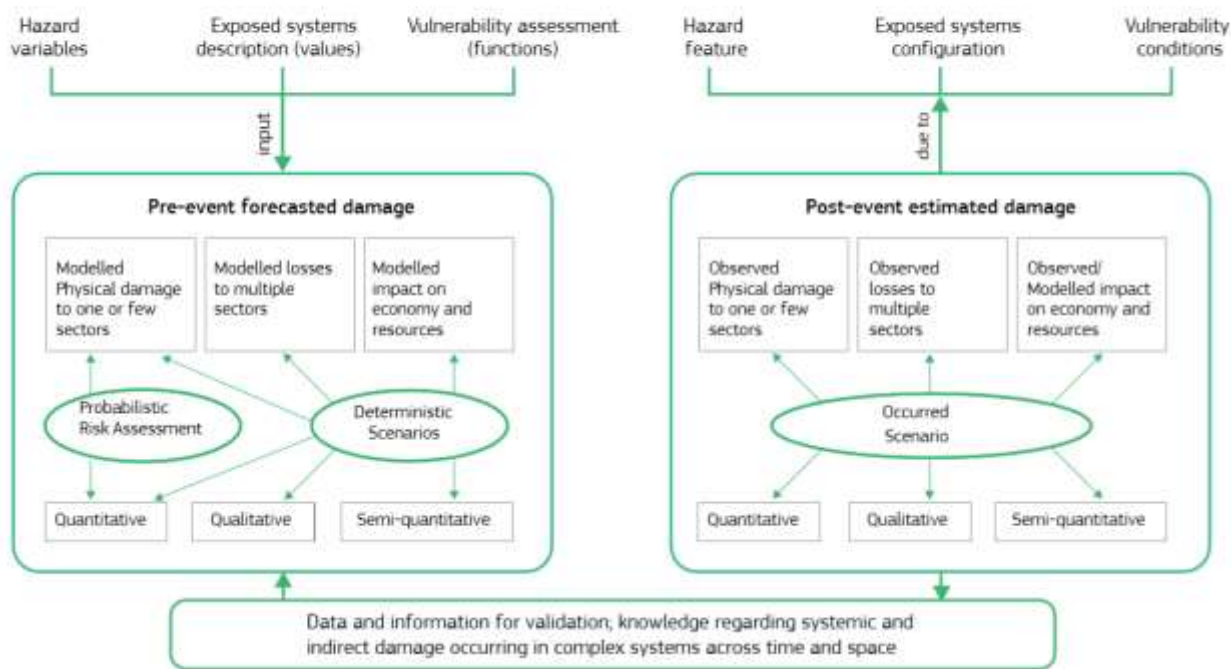 Hazard
variables
Exposed systems
description (values)
Vulnerability assessment
(functions)
Hazard
feature
Exposed systems
configuration
Vulnerability
conditions
input
due to
Pre-event forecasted damage
Modelled
Physical damage
to one or few
sectors
Modelled losses
to multiple
sectors
Modelled
impact on
economy and
resources
Probabilistic
Risk Assessment
Deterministic
Scenarios
Quantitative
Qualitative
Semi-quantitative
Post-event estimated damage
Observed
Physical damage
to one or few
sectors
Observed
losses to
multiple
sectors
Observed/
Modelled impact
on economy and
resources
Occurred
Scenario
Quantitative
Qualitative
Semi-quantitative
Data and information for validation; knowledge regarding systemic and
indirect damage occurring in complex systems across time and space